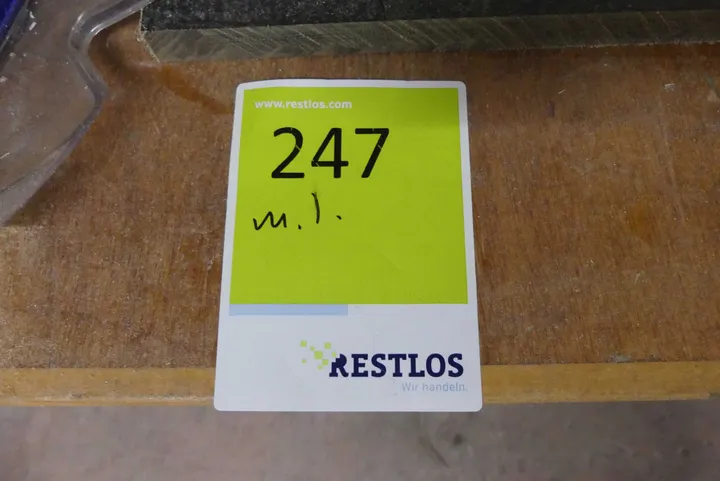 www.restlos.com
247
m. I.
RESTLOS
Wir handeln.